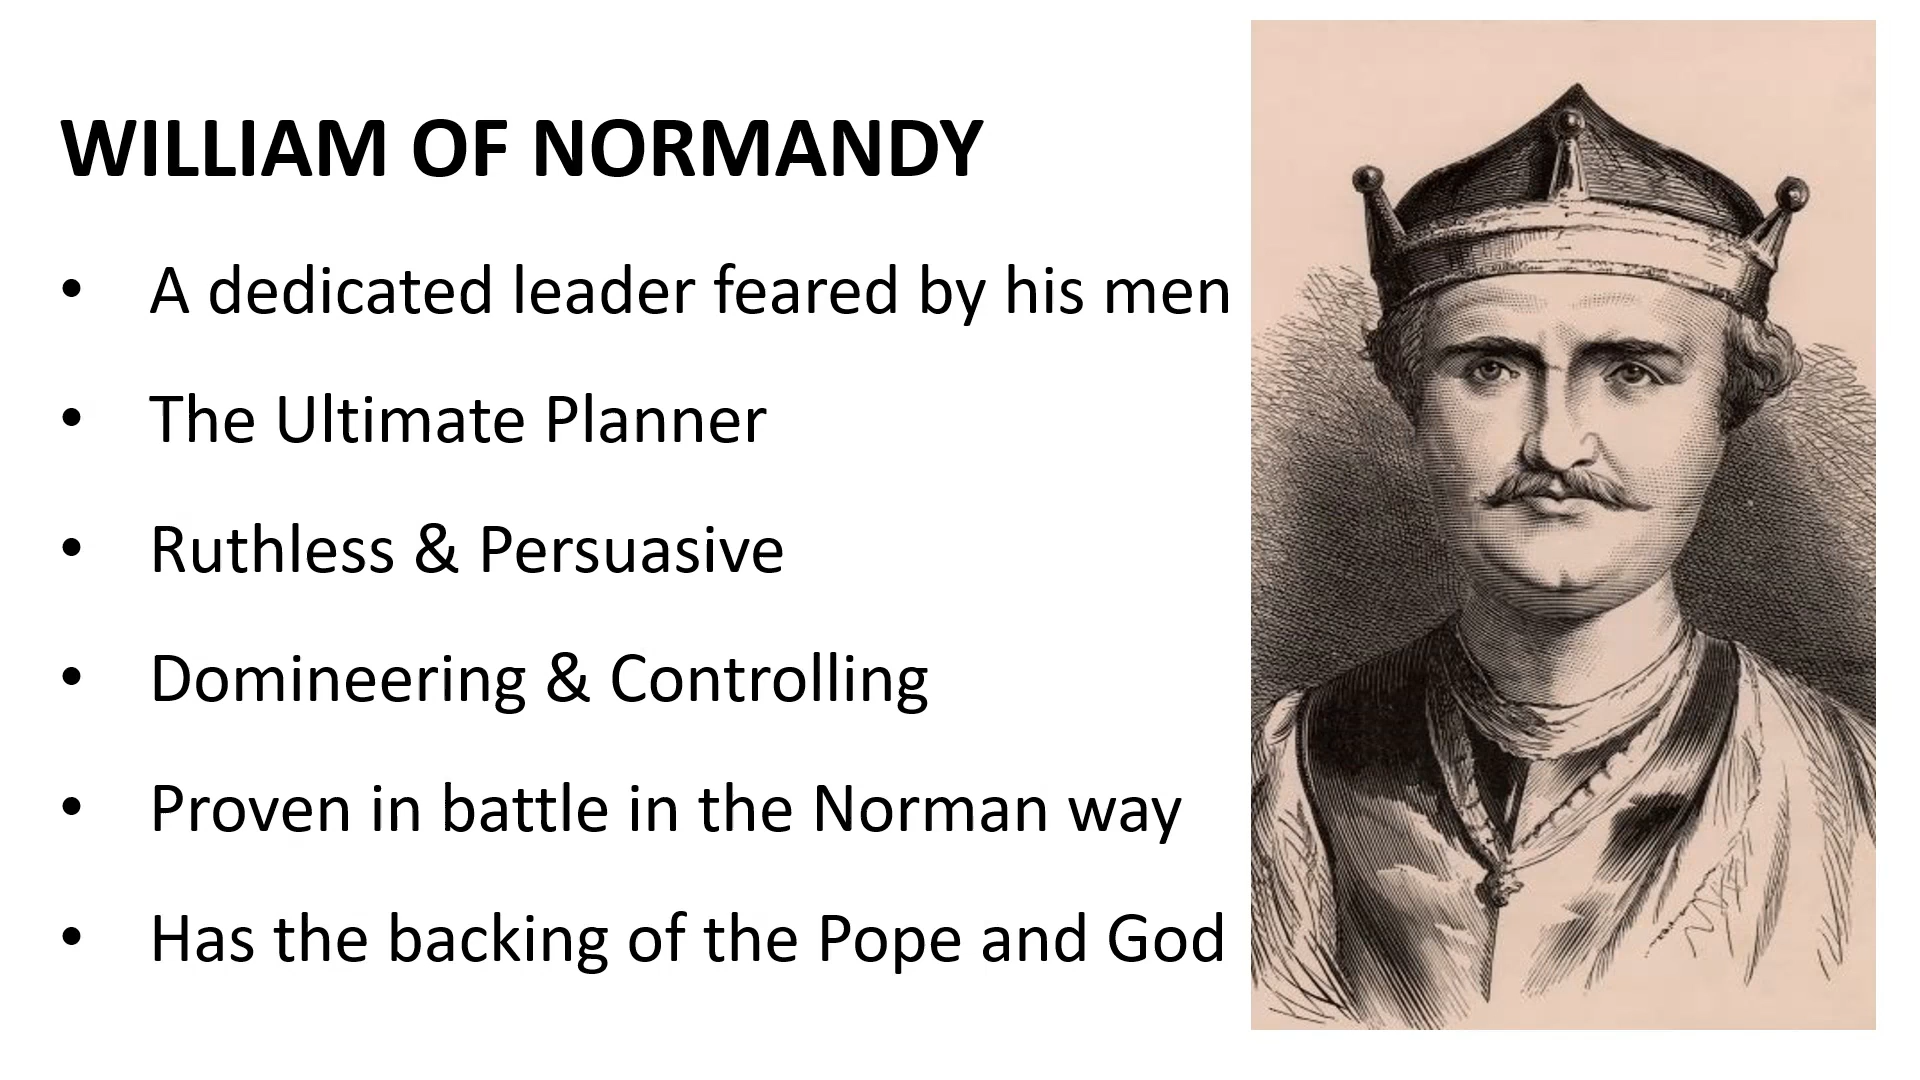 WILLIAM OF NORMANDY
• A dedicated leader feared by his men
• The Ultimate Planner
• Ruthless & Persuasive
• Domineering & Controlling
• Proven in battle in the Norman way
• Has the backing of the Pope and God